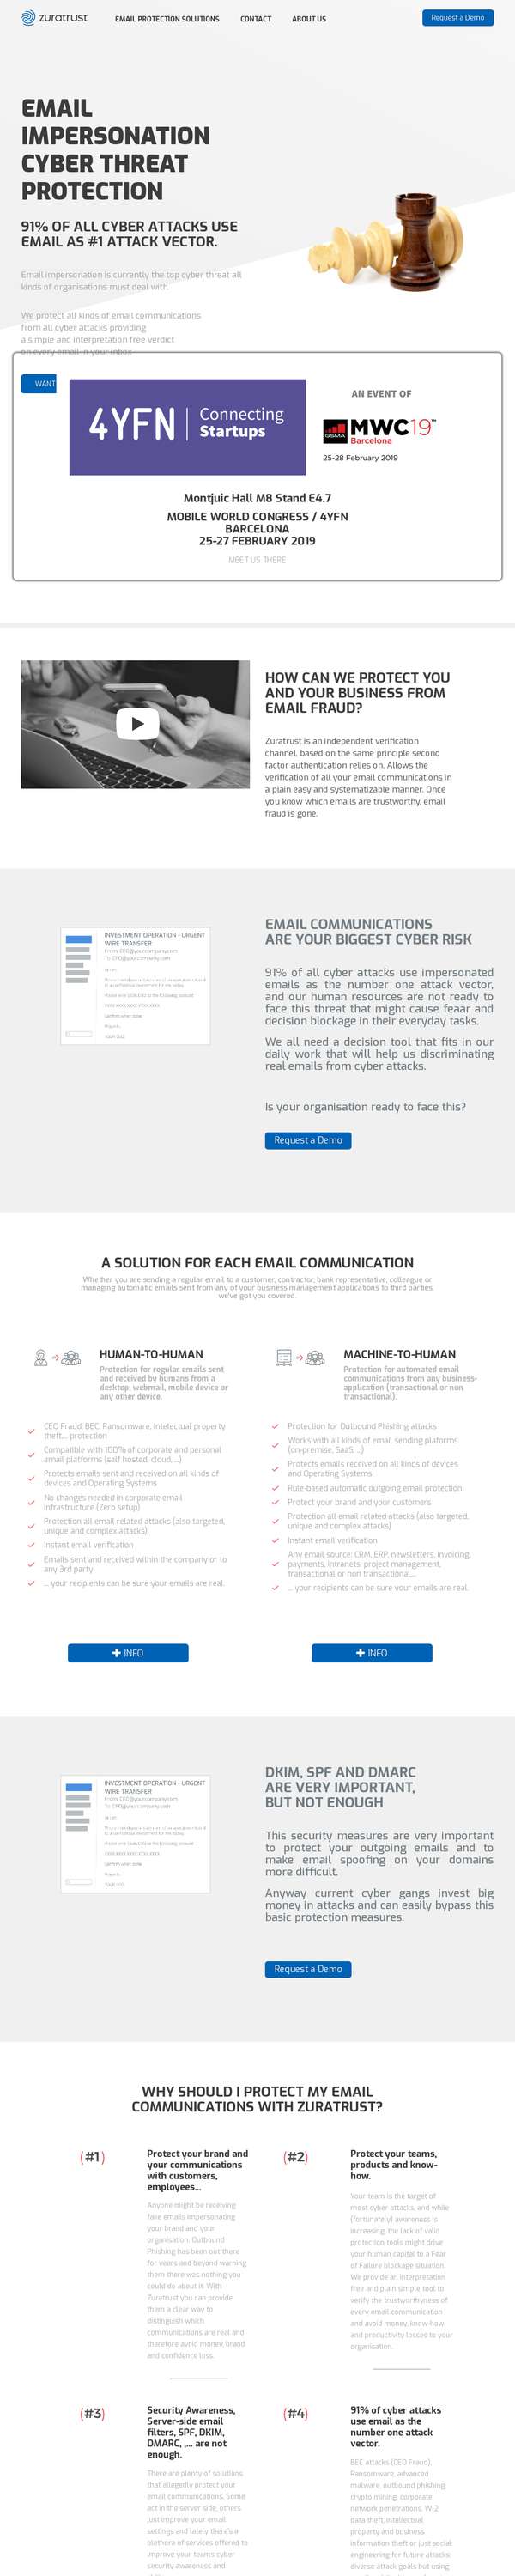 zuratrust
EMAIL PROTECTION SOLUTIONS
CONTACT
ABOUT US
Request a Demo
EMAIL
IMPERSONATION
CYBER THREAT
PROTECTION
91% OF ALL CYBER ATTACKS USE
EMAIL AS #1 ATTACK VECTOR.
Email impersonation is currently the top cyber threat all
kinds of organisations must deal with.
We protect all kinds of email communications
from all cyber attacks providing
a simple and interpretation free verdict
on every email in your inbox
WANT
4YFN | Connecting
Startups
AN EVENT OF
GSMA MWC19™
Barcelona
25-28 February 2019
Montjuic Hall M8 Stand E4.7
MOBILE WORLD CONGRESS / 4YFN
BARCELONA
25-27 FEBRUARY 2019
MEET US THERE
HOW CAN WE PROTECT YOU
AND YOUR BUSINESS FROM
EMAIL FRAUD?
Zuratrust is an independent verification
channel, based on the same principle second
factor authentication relies on. Allows the
verification of all your email communications in
a plain easy and systematizable manner. Once
you know which emails are trustworthy, email
fraud is gone.
INVESTMENT OPERATION - URGENT
WIRE TRANSFER
From: CEO@yourcompany.com
To: CFO@yourcompany.com
EMAIL COMMUNICATIONS
ARE YOUR BIGGEST CYBER RISK
91% of all cyber attacks use impersonated
emails as the number one attack vector,
and our human resources are not ready to
face this threat that might cause feaar and
decision blockage in their everyday tasks.
We all need a decision tool that fits in our
daily work that will help us discriminating
real emails from cyber attacks.
Is your organisation ready to face this?
Request a Demo
A SOLUTION FOR EACH EMAIL COMMUNICATION
Whether you are sending a regular email to a customer, contractor, bank representative, colleague or
managing automatic emails sent from any of your business management applications to third parties,
we've got you covered.
HUMAN-TO-HUMAN
Protection for regular emails sent
and received by humans from a
desktop, webmail, mobile device or
any other device.
CEO Fraud, BEC, Ransomware, Intelectual property
theft,... protection
Compatible with 100% of corporate and personal
email platforms (self hosted, cloud, ...)
Protects emails sent and received on all kinds of
devices and Operating Systems
No changes needed in corporate email
infrastructure (Zero setup)
Protection all email related attacks (also targeted,
unique and complex attacks)
Instant email verification
Emails sent and received within the company or to
any 3rd party
... your recipients can be sure your emails are real.
INFO
MACHINE-TO-HUMAN
Protection for automated email
communications from any business-
application (transactional or non
transactional).
Protection for Outbound Phishing attacks
Works with all kinds of email sending plaforms
(on-premise, SaaS, ...)
Protects emails received on all kinds of devices
and Operating Systems
Rule-based automatic outgoing email protection
Protect your brand and your customers
Protection all email related attacks (also targeted,
unique and complex attacks)
Instant email verification
Any email source: CRM, ERP, newsletters, invoicing,
payments, intranets, project management,
transactional or non transactional...
... your recipients can be sure your emails are real.
INFO
INVESTMENT OPERATION - URGENT
WIRE TRANSFER
From: CEO@yourcompany.com
To: CFO@yourcompany.com
DKIM, SPF AND DMARC
ARE VERY IMPORTANT,
BUT NOT ENOUGH
This security measures are very important
to protect your outgoing emails and to
make email spoofing on your domains
more difficult.
Anyway current cyber gangs invest big
money in attacks and can easily bypass this
basic protection measures.
Request a Demo
WHY SHOULD I PROTECT MY EMAIL
COMMUNICATIONS WITH ZURATRUST?
(#1)
Protect your brand and
your communications
with customers,
employees...
Anyone might be receiving
fake emails impersonating
your brand and your
organisation. Outbound
Phishing has been out there
for years and beyond warning
them there was nothing you
could do about it. With
Zuratrust you can provide
them a clear way to
distinguish which
communications are real and
therefore avoid money, brand
and confidence loss.
(#2)
Protect your teams,
products and know-
how.
Your team is the target of
most cyber attacks, and while
(fortunately) awareness is
increasing, the lack of valid
protection tools might drive
your human capital to a Fear
of Failure blockage situation.
We provide an interpretation
free and plain simple tool to
verify the trustworthyness of
every email communication
and avoid money, know-how
and productivity losses to your
organisation.
(#3)
Security Awareness,
Server-side email
filters, SPF, DKIM,
DMARC, ,... are not
enough.
There are plenty of solutions
that allegedly protect your
email communications. Some
act in the server side, others
just improve your email
settings and lately there's a
plethora of services offered to
improve your teams cyber
security awareness and
(#4)
91% of cyber attacks
use email as the
number one attack
vector.
BEC attacks (CEO Fraud),
Ransomware, advanced
malware, outbound phishing,
crypto mining, corporate
network penetrations, W-2
data theft, intellectual
property and business
information theft or just social
engineering for future attacks:
diverse attack goals but using